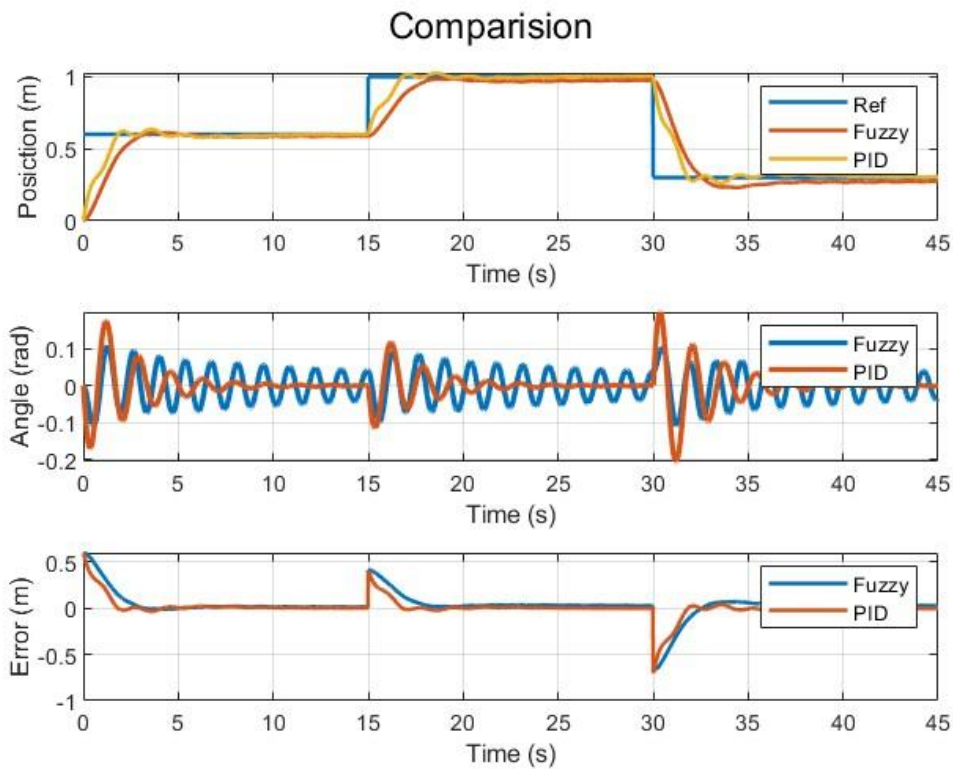 Comparision
Posiction (m)
1
0.5
0
Ref
Fuzzy
PID
0 5 10 15 20 25 30 35 40 45
Time (s)
Angle (rad)
0.1
0
-0.1
-0.2
Fuzzy
PID
0 5 10 15 20 25 30 35 40 45
Time (s)
Error (m)
0.5
0
-0.5
-1
Fuzzy
PID
0 5 10 15 20 25 30 35 40 45
Time (s)